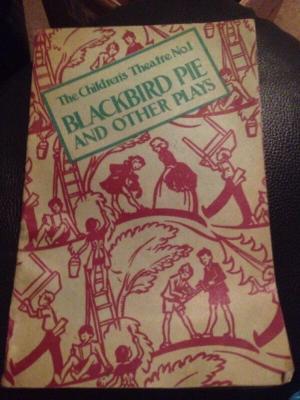 The Children's Theatre No.1
BLACKBIRD PIE
AND OTHER PLAYS